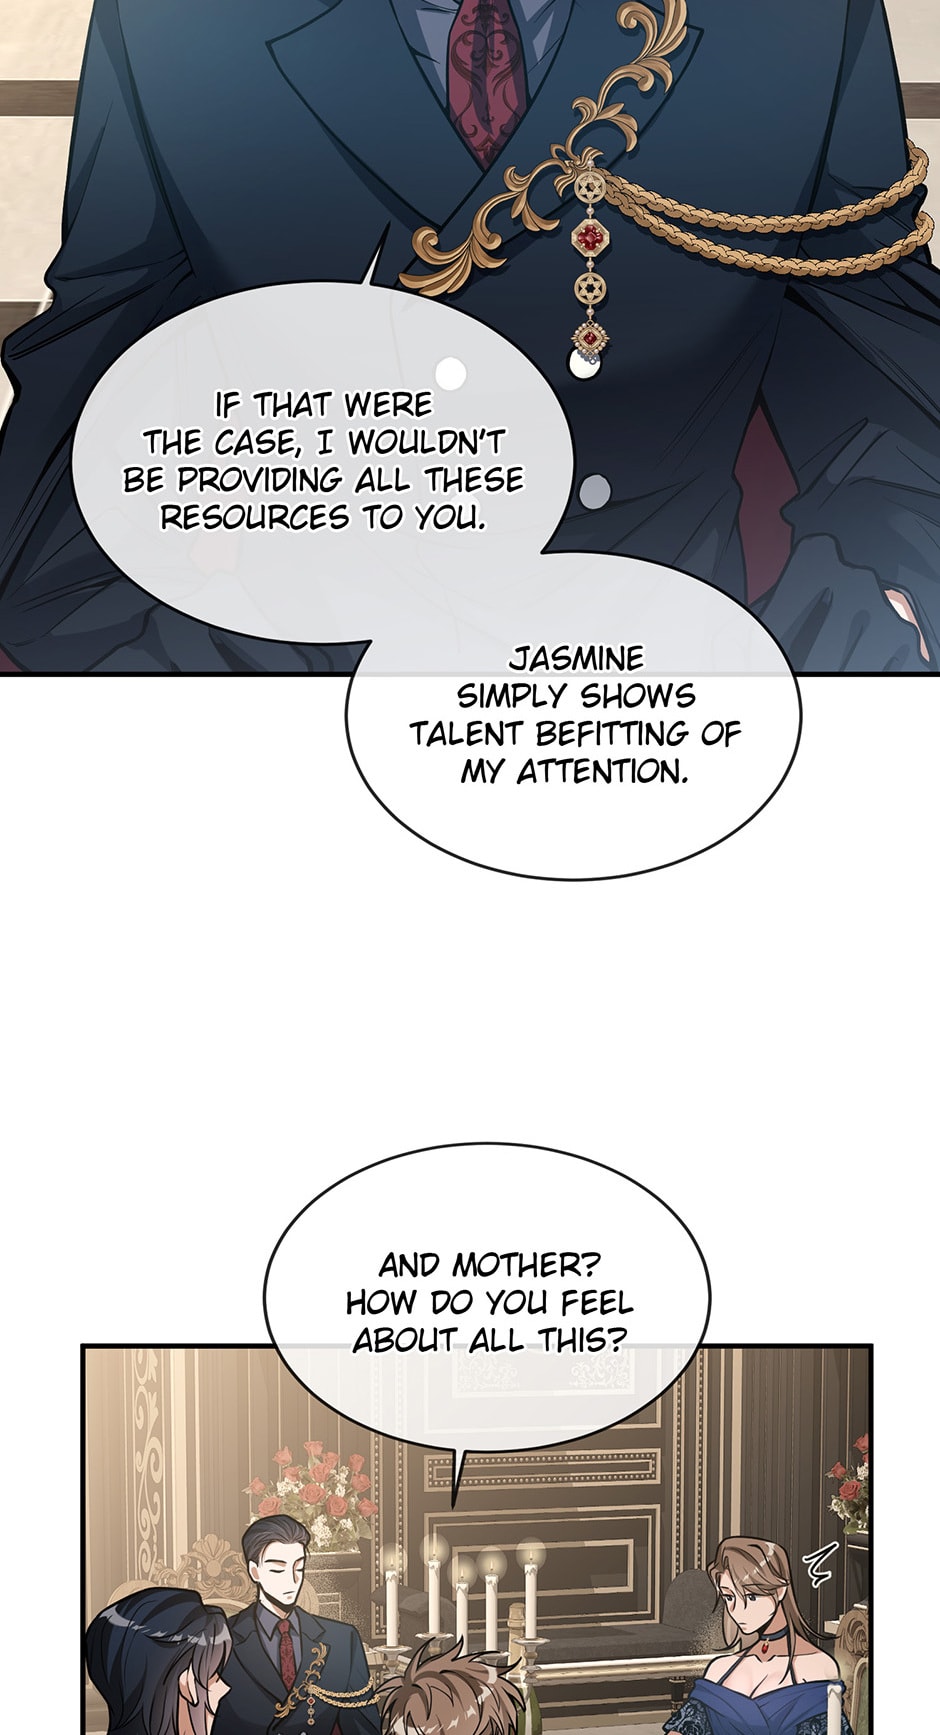 IF THAT WERE
THE CASE, I WOULDN'T
BE PROVIDING ALL THESE
RESOURCES TO YOU.
JASMINE
SIMPLY SHOWS
TALENT BEFITTING OF
MY ATTENTION.
AND MOTHER?
HOW DO YOU FEEL
ABOUT ALL THIS?